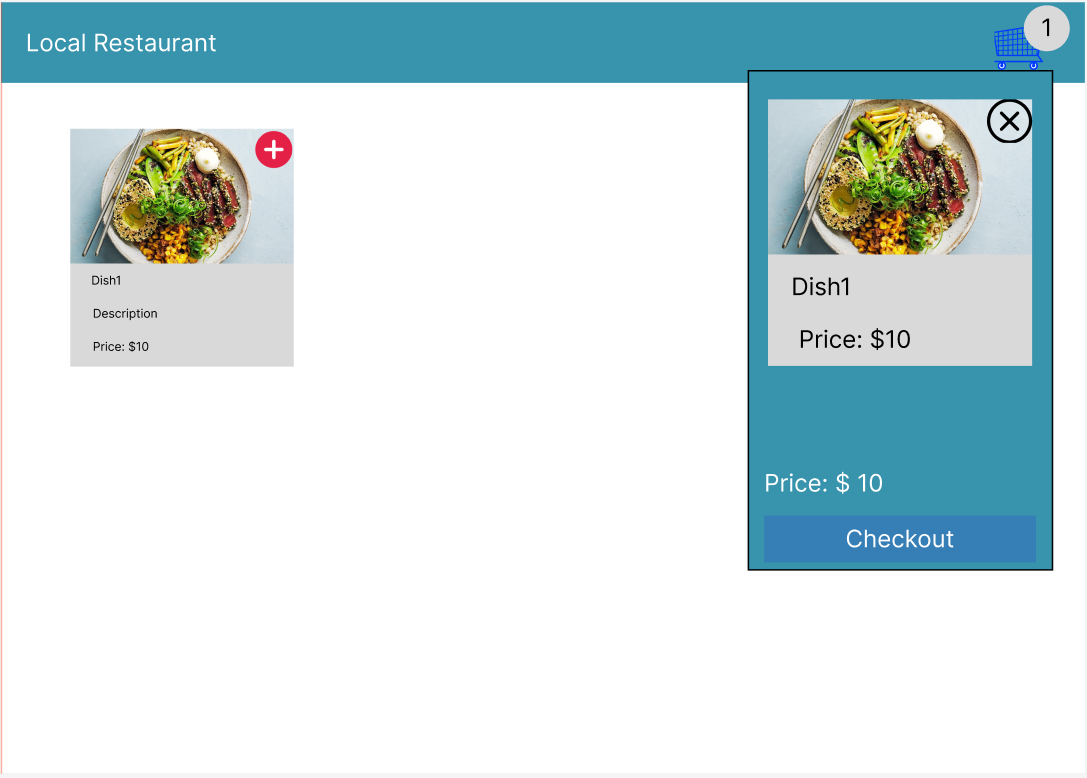 Local Restaurant
1
Dish1
Description
Price: $10
Dish1
Price: $10
Price: $ 10
Checkout